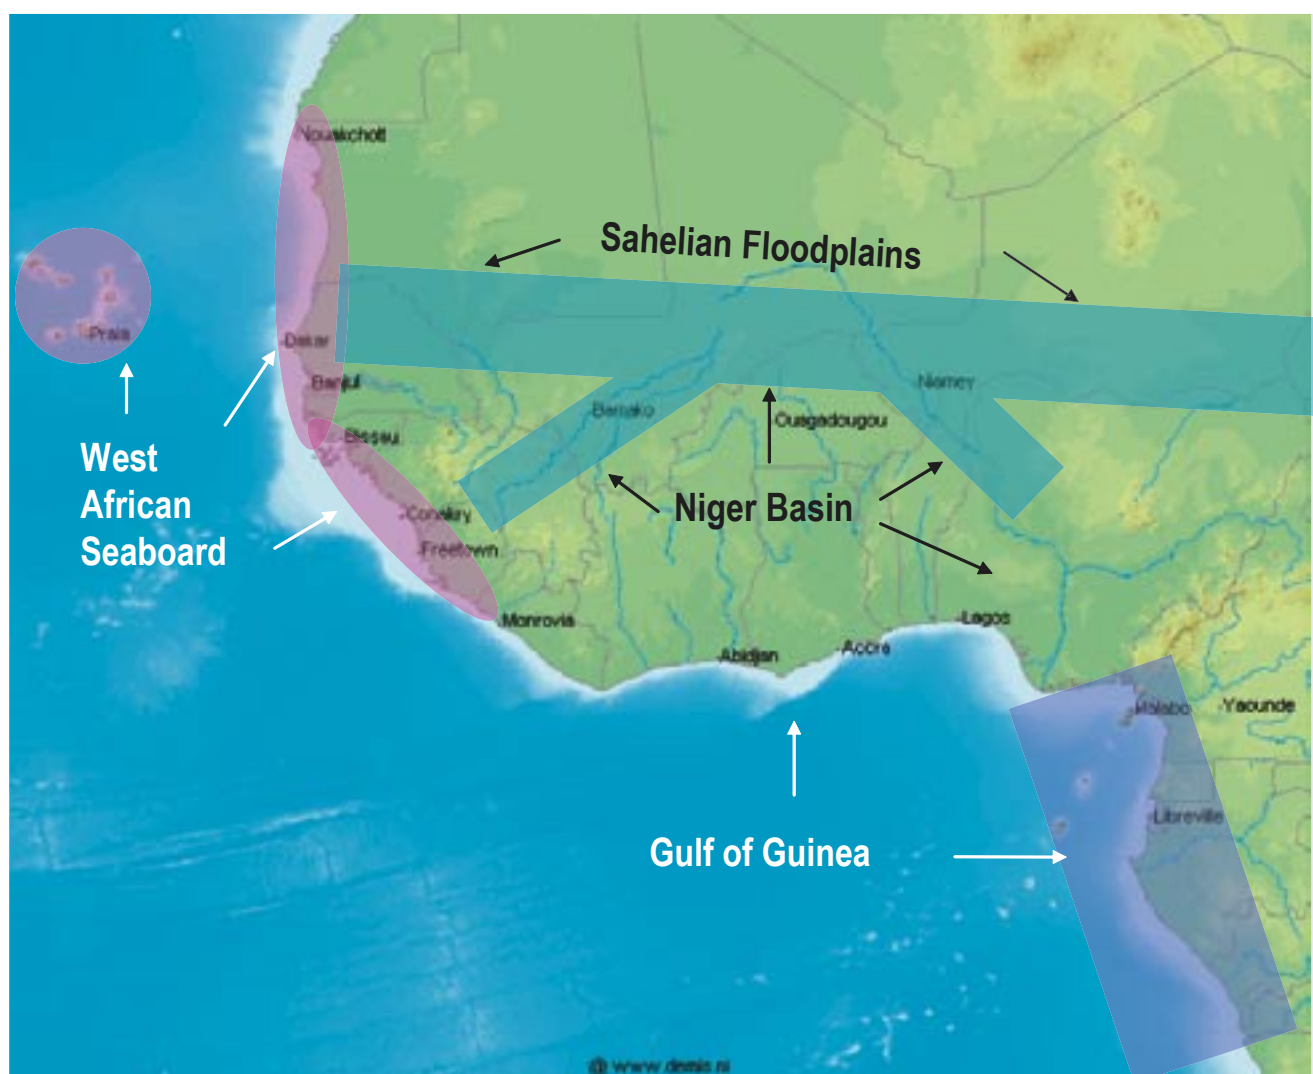 Nouakchott
Sahelian Floodplains
Praia
Dakar
Banjul
Niamey
Bamako
Ouagadougou
Bissau
West
African
Seaboard
Niger Basin
Conakry
Freetown
Monrovia
Lagos
Accra
Abidjan
Malabo
Yaounde
Libreville
Gulf of Guinea
@ www.demis.nl